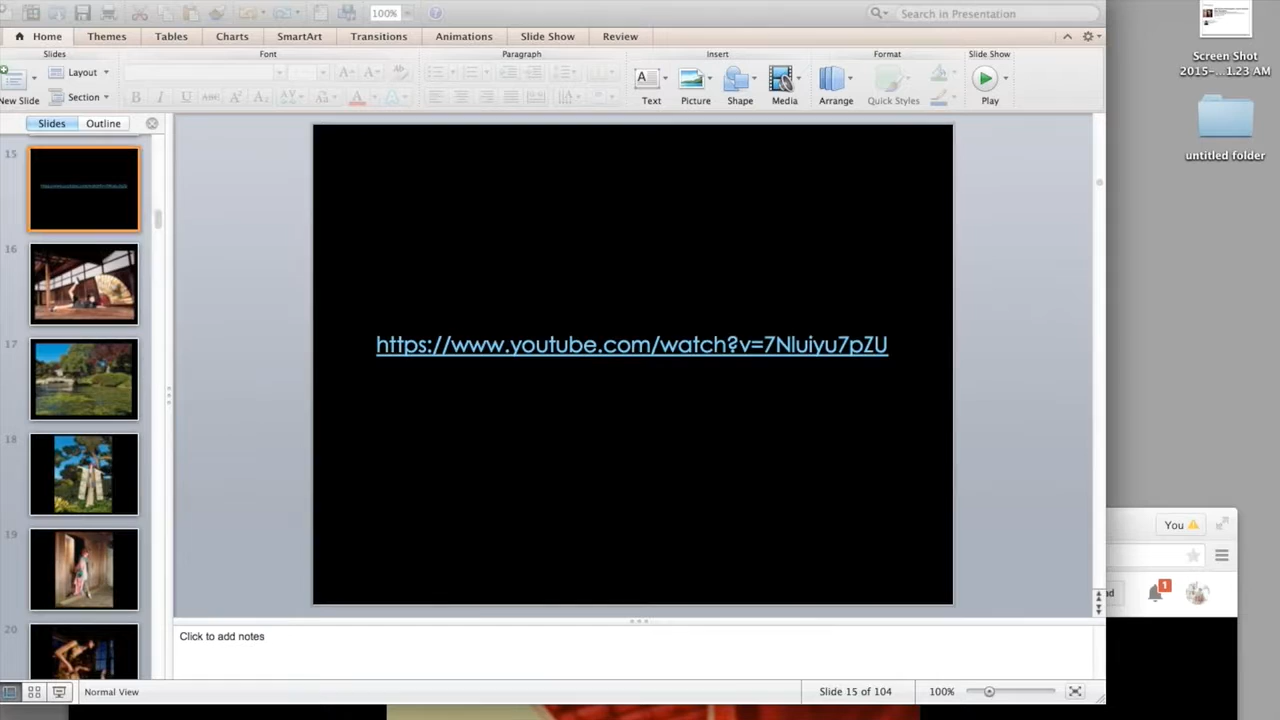 100%
Search in Presentation
Home Themes Tables Charts SmartArt Transitions Animations Slide Show Review
Slides Font Paragraph Insert Format Slide Show
Layout
New Slide
Section
B I U ABC
Text Picture Shape Media Arrange Quick Styles Play
Slides Outline
15
16
17
18
19
20
https://www.youtube.com/watch?v=7Nluiyu7pZU
Click to add notes
Normal View
Slide 15 of 104
100%
Screen Shot
2015-...1.23 AM
untitled folder
You
1